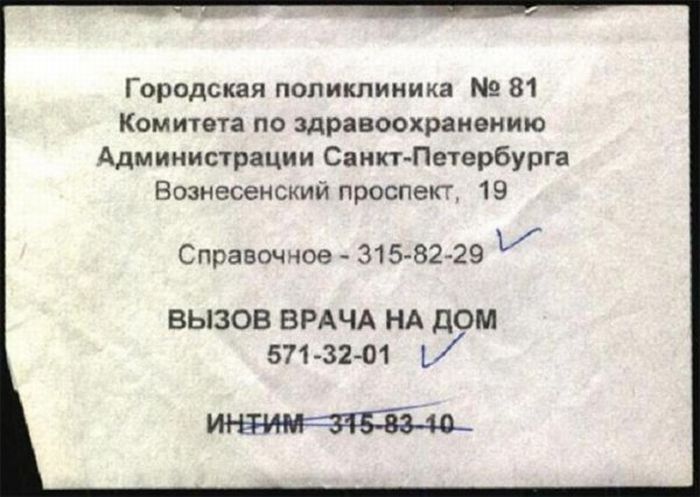 Городская поликлиника № 81
Комитета по здравоохранению
Администрации Санкт-Петербурга
Вознесенский проспект, 19
Справочное - 315-82-29
ВЫЗОВ ВРАЧА НА ДОМ
571-32-01
ИНТИМ 315-83-10